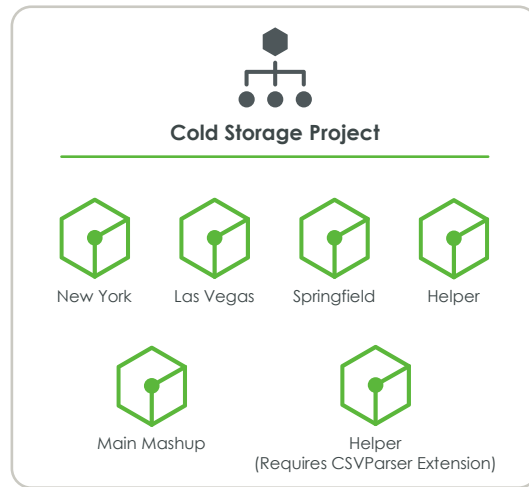 Cold Storage Project
New York
Las Vegas
Springfield
Helper
Main Mashup
Helper
(Requires CSVParser Extension)